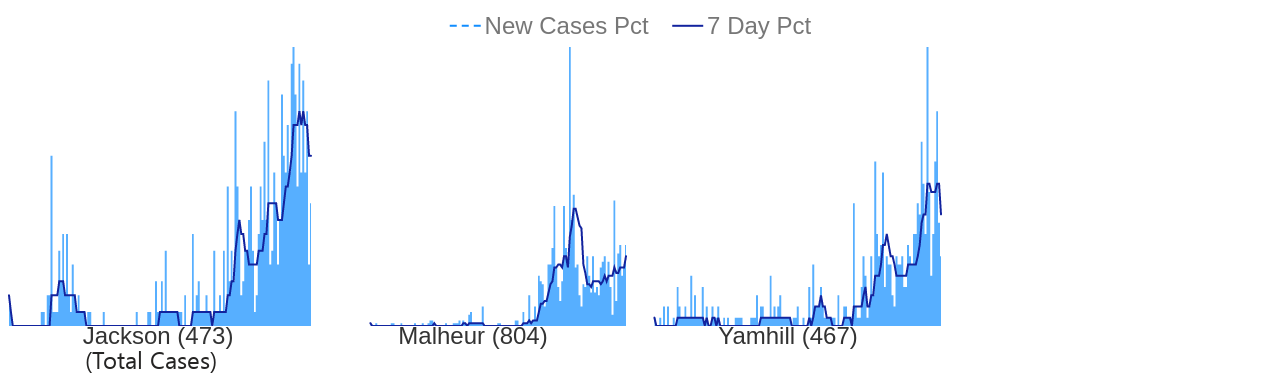 New Cases Pct 7 Day Pct
Jackson (473) Malheur (804) Yamhill (467)
(Total Cases)